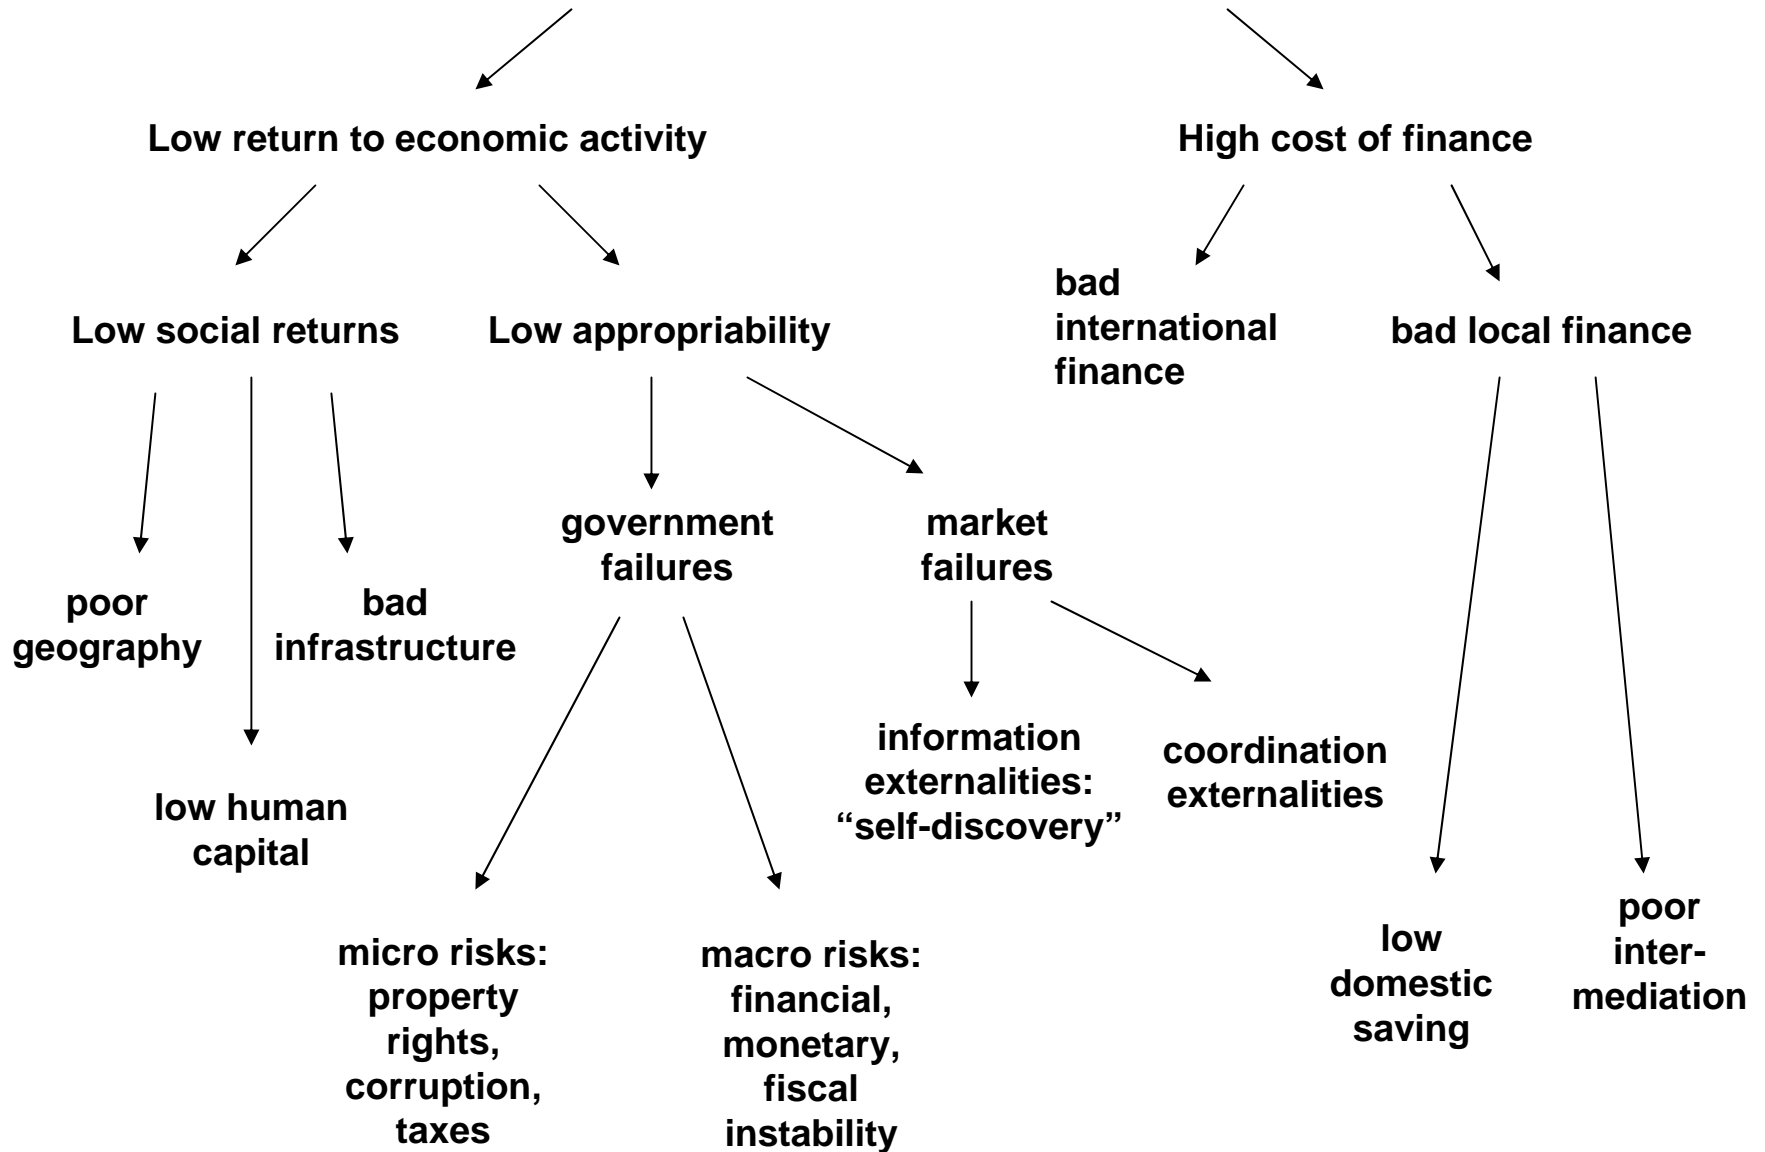 Low return to economic activity
High cost of finance
Low social returns
Low appropriability
bad
international
finance
bad local finance
government
failures
market
failures
poor
geography
bad
infrastructure
low human
capital
information
externalities:
“self-discovery”
coordination
externalities
micro risks:
property
rights,
corruption,
taxes
macro risks:
financial,
monetary,
fiscal
instability
low
domestic
saving
poor
inter-
mediation